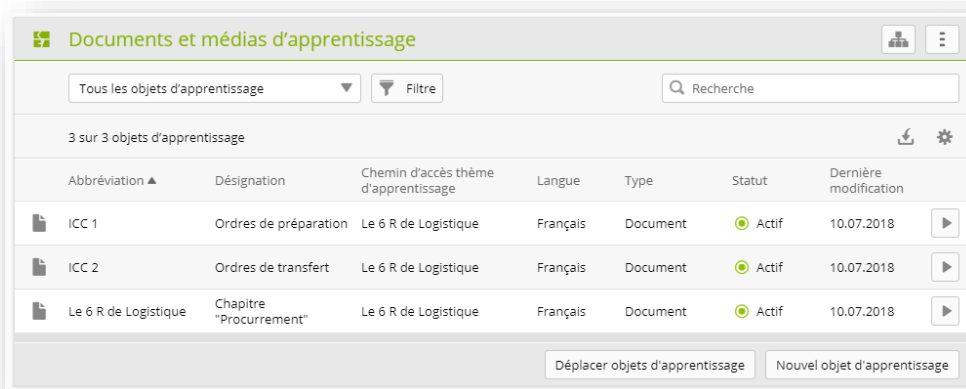 Documents et médias d’apprentissage
Tous les objets d’apprentissage
Filtre
Recherche
3 sur 3 objets d’apprentissage
Abbréviation Désignation Chemin d’accès thème d'apprentissage Langue Type Statut Dernière modification
ICC 1 Ordres de préparation Le 6 R de Logistique Français Document Actif 10.07.2018
ICC 2 Ordres de transfert Le 6 R de Logistique Français Document Actif 10.07.2018
Le 6 R de Logistique Chapitre "Procurrement" Le 6 R de Logistique Français Document Actif 10.07.2018
Déplacer objets d'apprentissage Nouvel objet d'apprentissage